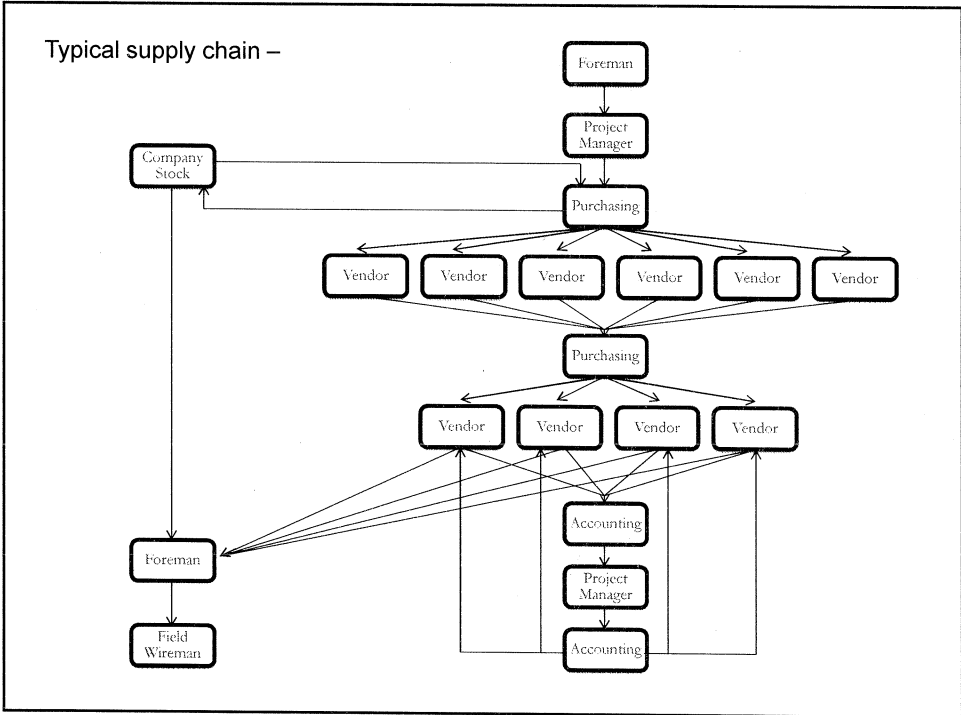 Typical supply chain –
Foreman
Project
Manager
Company
Stock
Purchasing
Vendor
Vendor
Vendor
Vendor
Vendor
Vendor
Purchasing
Vendor
Vendor
Vendor
Vendor
Accounting
Foreman
Project
Manager
Field
Wireman
Accounting